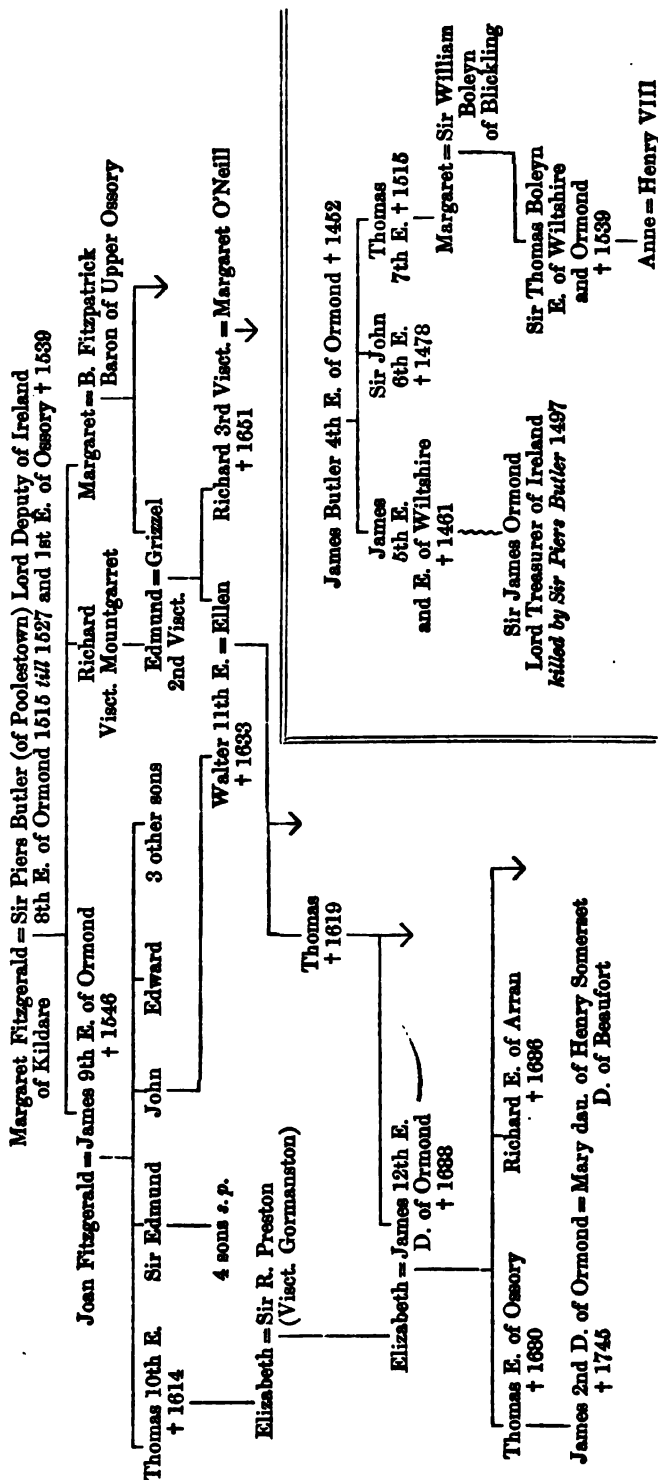 Margaret Fitzgerald = Sir Piers Butler (of Poolestown) Lord Deputy of Ireland
of Kildare 8th E. of Ormond 1515 till 1527 and 1st E. of Ossory † 1539
Joan Fitzgerald = James 9th E. of Ormond
† 1546
Richard
Visct. Mountgarret
Margaret = B. Fitzpatrick
Baron of Upper Ossory
Thomas 10th E.
† 1614
Sir Edmund
John
Edward
3 other sons
Edmund = Grizzel
2nd Visct.
4 sons s.p.
Walter 11th E. = Ellen
† 1633
Richard 3rd Visct. = Margaret O'Neill
† 1651
Elizabeth = Sir R. Preston
(Visct. Gormanston)
Thomas
† 1619
Elizabeth = James 12th E.
D. of Ormond
† 1688
Thomas E. of Ossory
† 1680
Richard E. of Arran
† 1686
James 2nd D. of Ormond = Mary dau. of Henry Somerset
† 1745
D. of Beaufort
James Butler 4th E. of Ormond † 1452
James
5th E.
and E. of Wiltshire
† 1461
Sir John
6th E.
† 1478
Thomas
7th E. † 1515
Sir James Ormond
Lord Treasurer of Ireland
killed by Sir Piers Butler 1497
Margaret = Sir William
Boleyn
of Blickling
Sir Thomas Boleyn
E. of Wiltshire
and Ormond
† 1539
Anne = Henry VIII